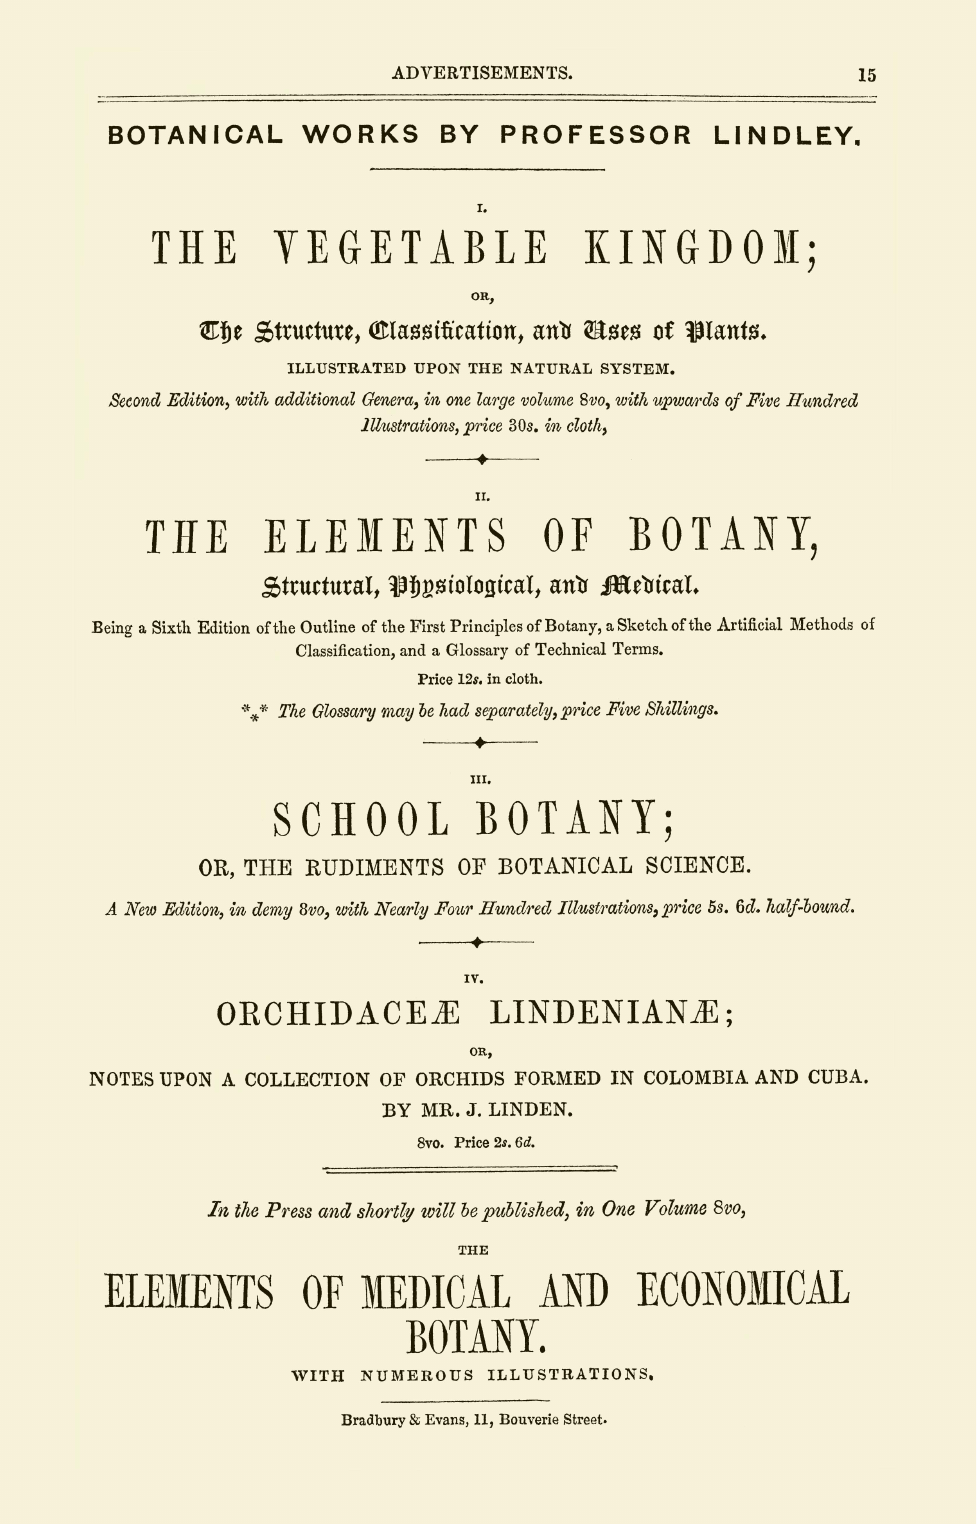 ADVERTISEMENTS. 15
BOTANICAL WORKS BY PROFESSOR LINDLEY.
I.
THE VEGETABLE KINGDOM;
OR,
The Structure, Classification, and Uses of Plants.
ILLUSTRATED UPON THE NATURAL SYSTEM.
Second Edition, with additional Genera, in one large volume 8vo, with upwards of Five Hundred
Illustrations, price 30s. in cloth,
II.
THE ELEMENTS OF BOTANY,
Structural, Physiological, and Medical.
Being a Sixth Edition of the Outline of the First Principles of Botany, a Sketch of the Artificial Methods of
Classification, and a Glossary of Technical Terms.
Price 12s. in cloth.
*⁎* The Glossary may be had separately, price Five Shillings.
III.
SCHOOL BOTANY;
OR, THE RUDIMENTS OF BOTANICAL SCIENCE.
A New Edition, in demy 8vo, with Nearly Four Hundred Illustrations, price 5s. 6d. half-bound.
IV.
ORCHIDACEÆ LINDENIANÆ;
OR,
NOTES UPON A COLLECTION OF ORCHIDS FORMED IN COLOMBIA AND CUBA.
BY MR. J. LINDEN.
8vo. Price 2s. 6d.
In the Press and shortly will be published, in One Volume 8vo,
THE
ELEMENTS OF MEDICAL AND ECONOMICAL
BOTANY.
WITH NUMEROUS ILLUSTRATIONS.
Bradbury & Evans, 11, Bouverie Street.